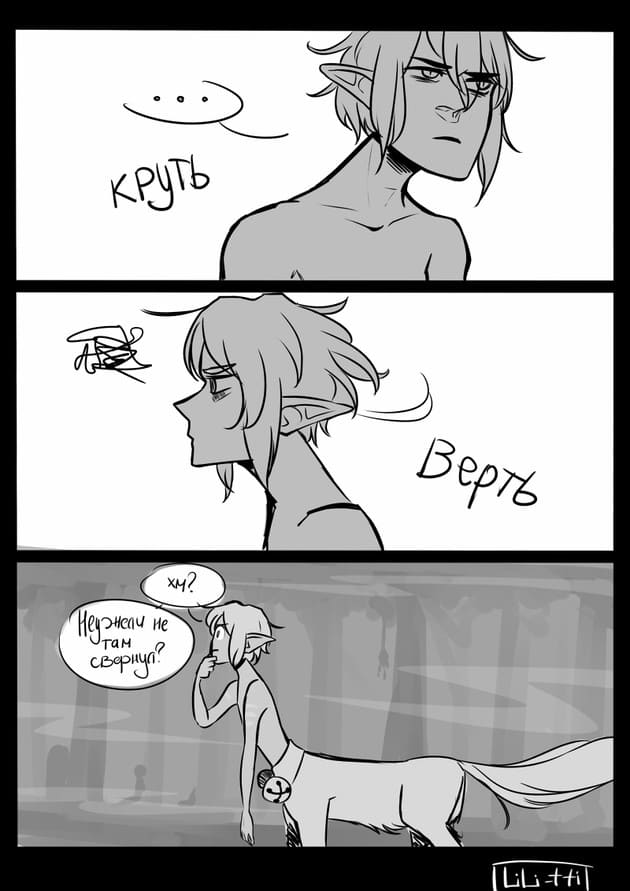 ...
круть
верть
хм?
Неужели не
там
свернул?
LiLi-tti